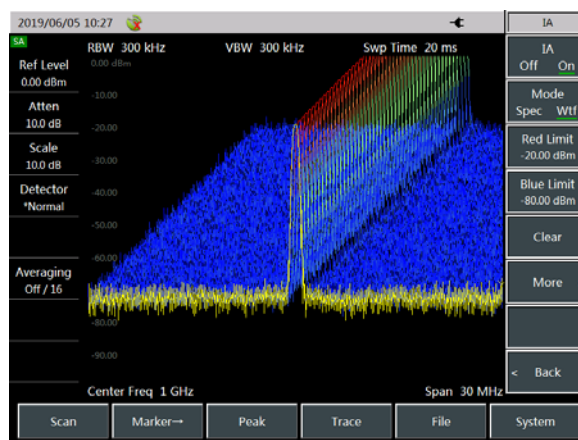 2019/06/05 10:27
IA
SA
RBW 300 kHz VBW 300 kHz Swp Time 20 ms
Ref Level
0.00 dBm
Atten
10.0 dB
Scale
10.0 dB
Detector
*Normal
Averaging
Off / 16
0.00 dBm
-10.00
-20.00
-30.00
-40.00
-50.00
-60.00
-80.00
-90.00
Center Freq 1 GHz Span 30 MHz
IA
Off On
Mode
Spec Wtf
Red Limit
-20.00 dBm
Blue Limit
-80.00 dBm
Clear
More
< Back
Scan Marker→ Peak Trace File System